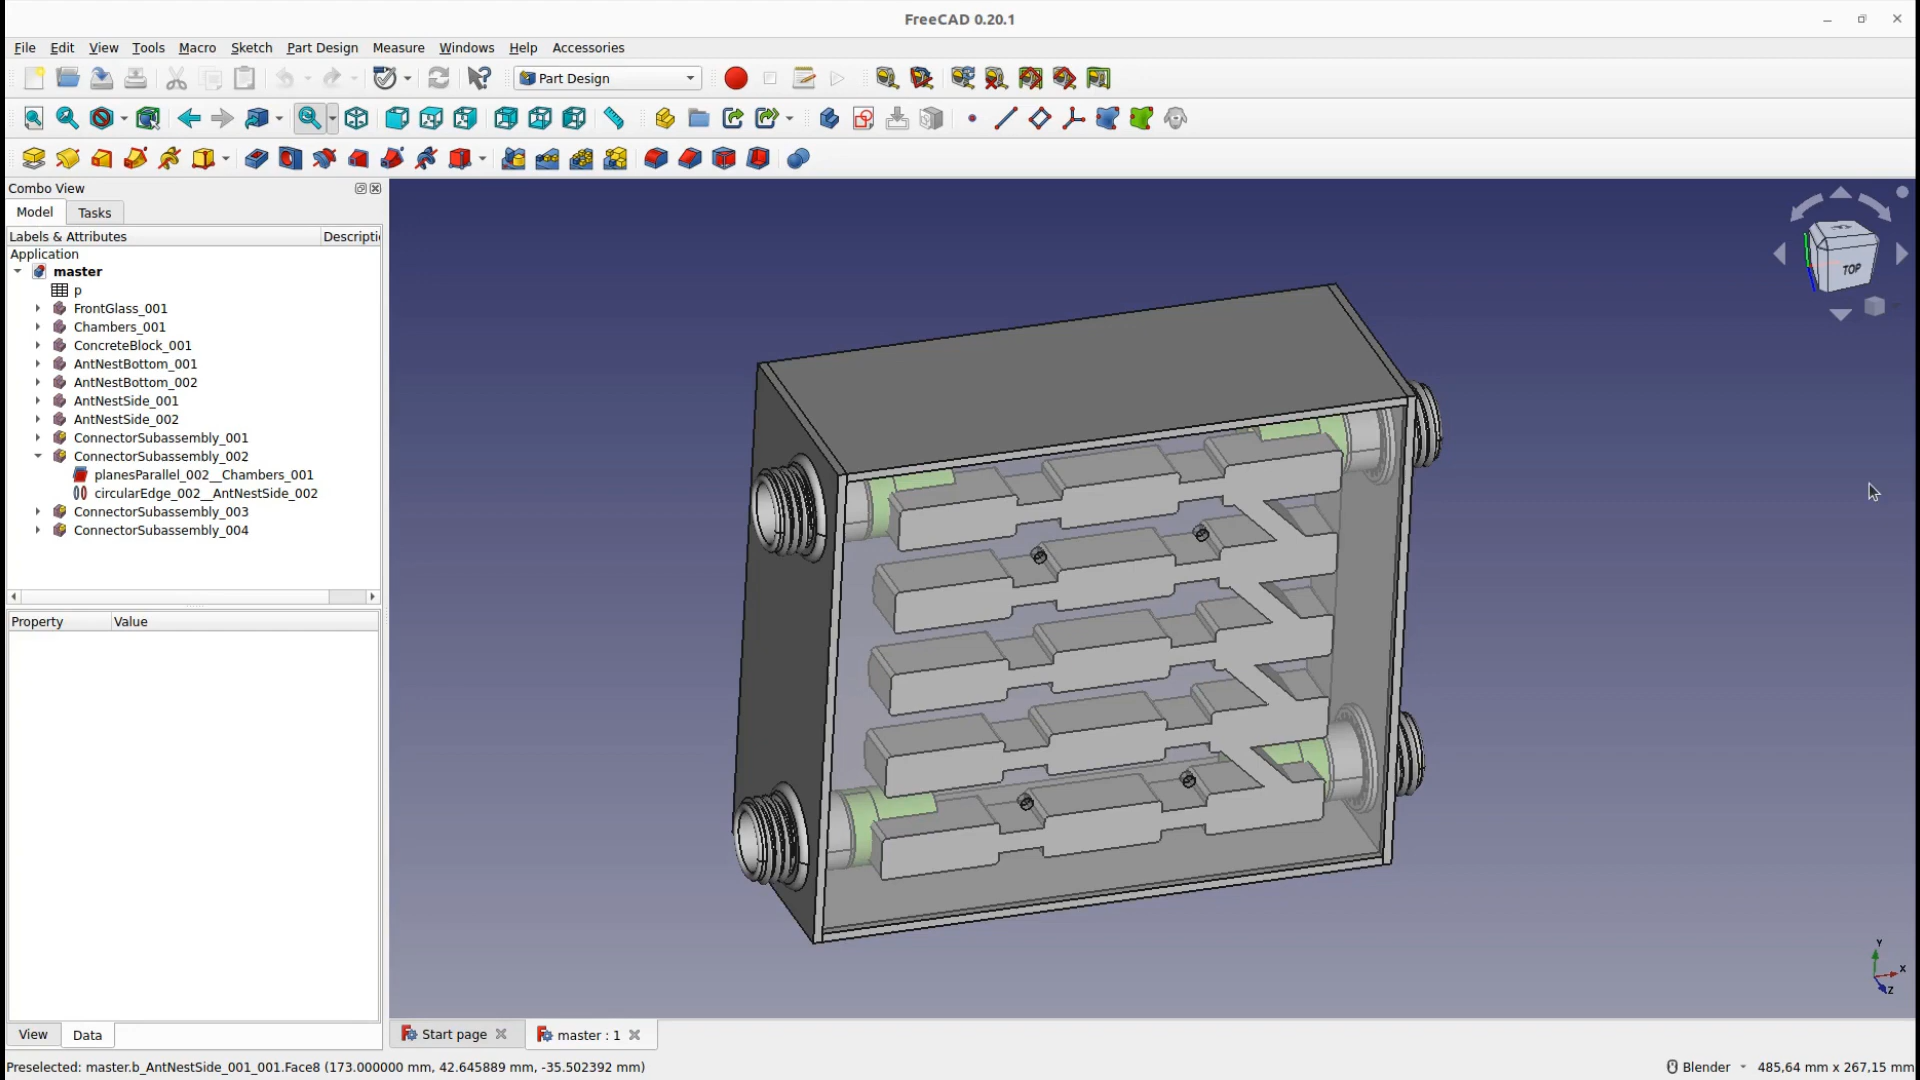 FreeCAD 0.20.1
File Edit View Tools Macro Sketch Part Design Measure Windows Help Accessories
Part Design
Combo View
Model Tasks
Labels & Attributes Descripti
Application
master
p
FrontGlass_001
Chambers_001
ConcreteBlock_001
AntNestBottom_001
AntNestBottom_002
AntNestSide_001
AntNestSide_002
ConnectorSubassembly_001
ConnectorSubassembly_002
planesParallel_002__Chambers_001
circularEdge_002__AntNestSide_002
ConnectorSubassembly_003
ConnectorSubassembly_004
Property Value
TOP
Y
X
Z
View Data
Start page master : 1
Preselected: master.b_AntNestSide_001_001.Face8 (173.000000 mm, 42.645889 mm, -35.502392 mm)
Blender 485,64 mm x 267,15 mm